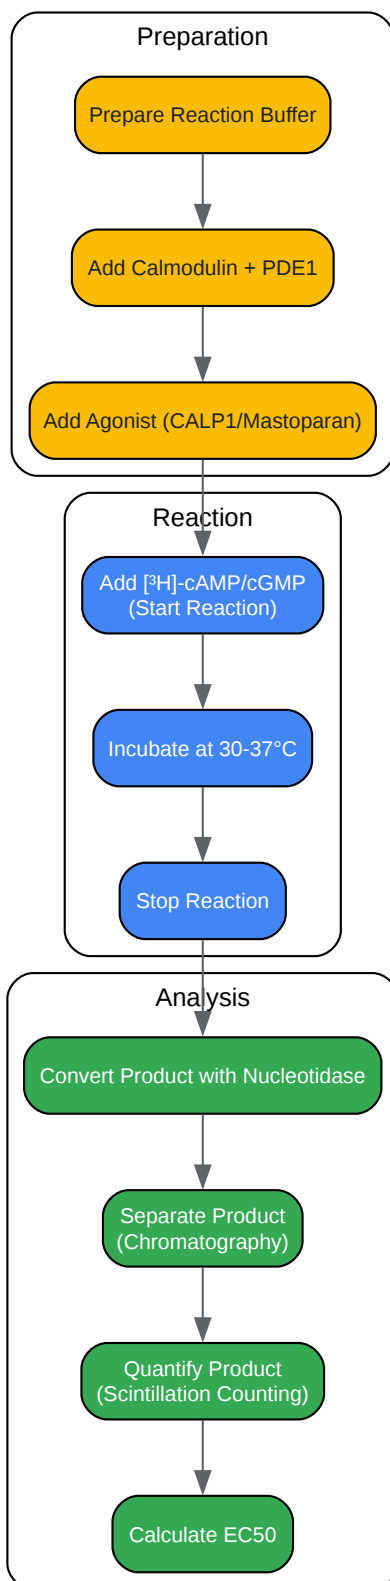 Preparation
Prepare Reaction Buffer
Add Calmodulin + PDE1
Add Agonist (CALP1/Mastoparan)
Reaction
Add [³H]-cAMP/cGMP
(Start Reaction)
Incubate at 30-37°C
Stop Reaction
Analysis
Convert Product with Nucleotidase
Separate Product
(Chromatography)
Quantify Product
(Scintillation Counting)
Calculate EC50